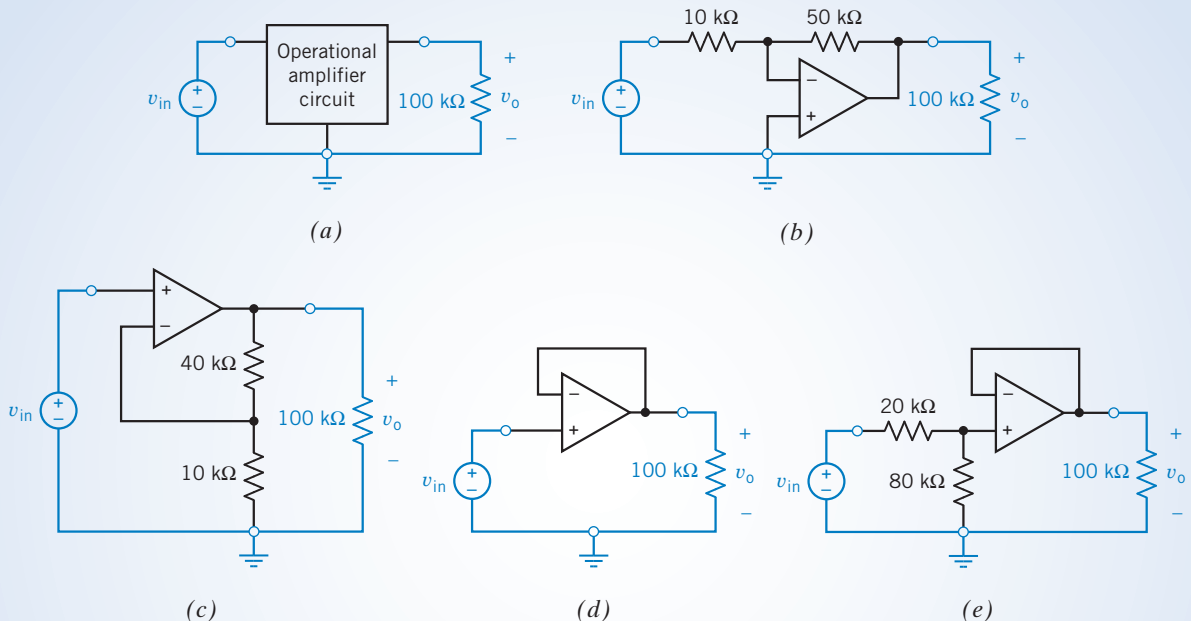 10 kΩ 50 kΩ
Operational
amplifier
circuit
v_in + − 100 kΩ + v_o −
(a)
v_in + − − + 100 kΩ + v_o −
(b)
+ −
40 kΩ
v_in + − 100 kΩ + v_o −
10 kΩ
(c)
− +
v_in + − 100 kΩ + v_o −
(d)
− +
20 kΩ
v_in + − 80 kΩ 100 kΩ + v_o −
(e)